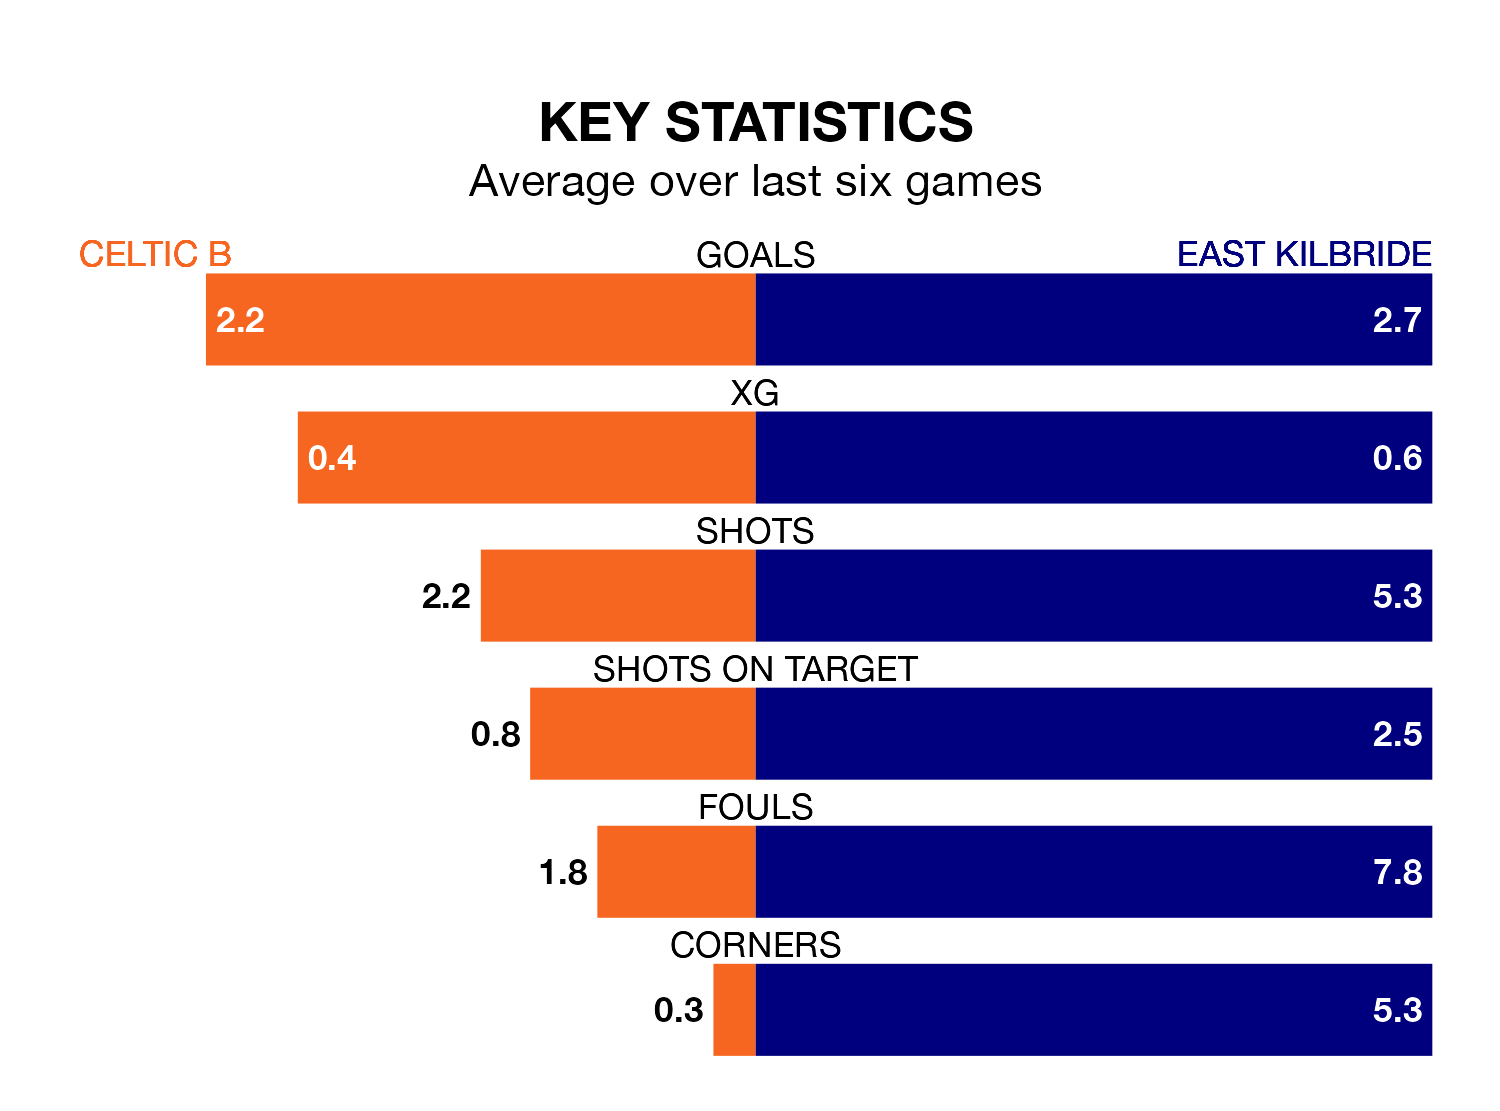 KEY STATISTICS
Average over last six games
CELTIC B GOALS EAST KILBRIDE
2.2 2.7
XG
0.4 0.6
SHOTS
2.2 5.3
SHOTS ON TARGET
0.8 2.5
FOULS
1.8 7.8
CORNERS
0.3 5.3